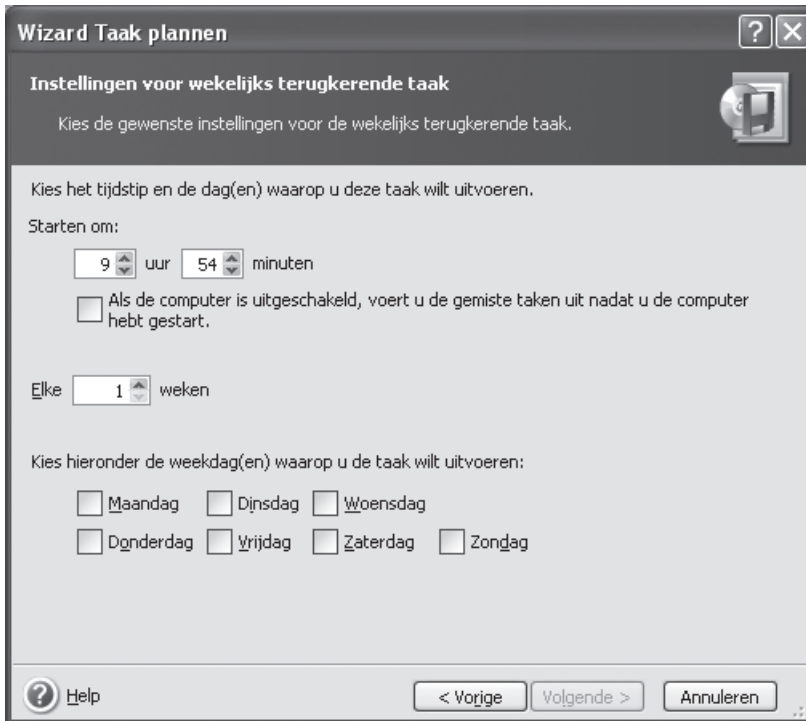 Wizard Taak plannen
Instellingen voor wekelijks terugkerende taak
Kies de gewenste instellingen voor de wekelijks terugkerende taak.
Kies het tijdstip en de dag(en) waarop u deze taak wilt uitvoeren.
Starten om:
9 uur 54 minuten
Als de computer is uitgeschakeld, voert u de gemiste taken uit nadat u de computer
hebt gestart.
Elke 1 weken
Kies hieronder de weekdag(en) waarop u de taak wilt uitvoeren:
Maandag Dinsdag Woensdag
Donderdag Vrijdag Zaterdag Zondag
? Help < Vorige Volgende > Annuleren